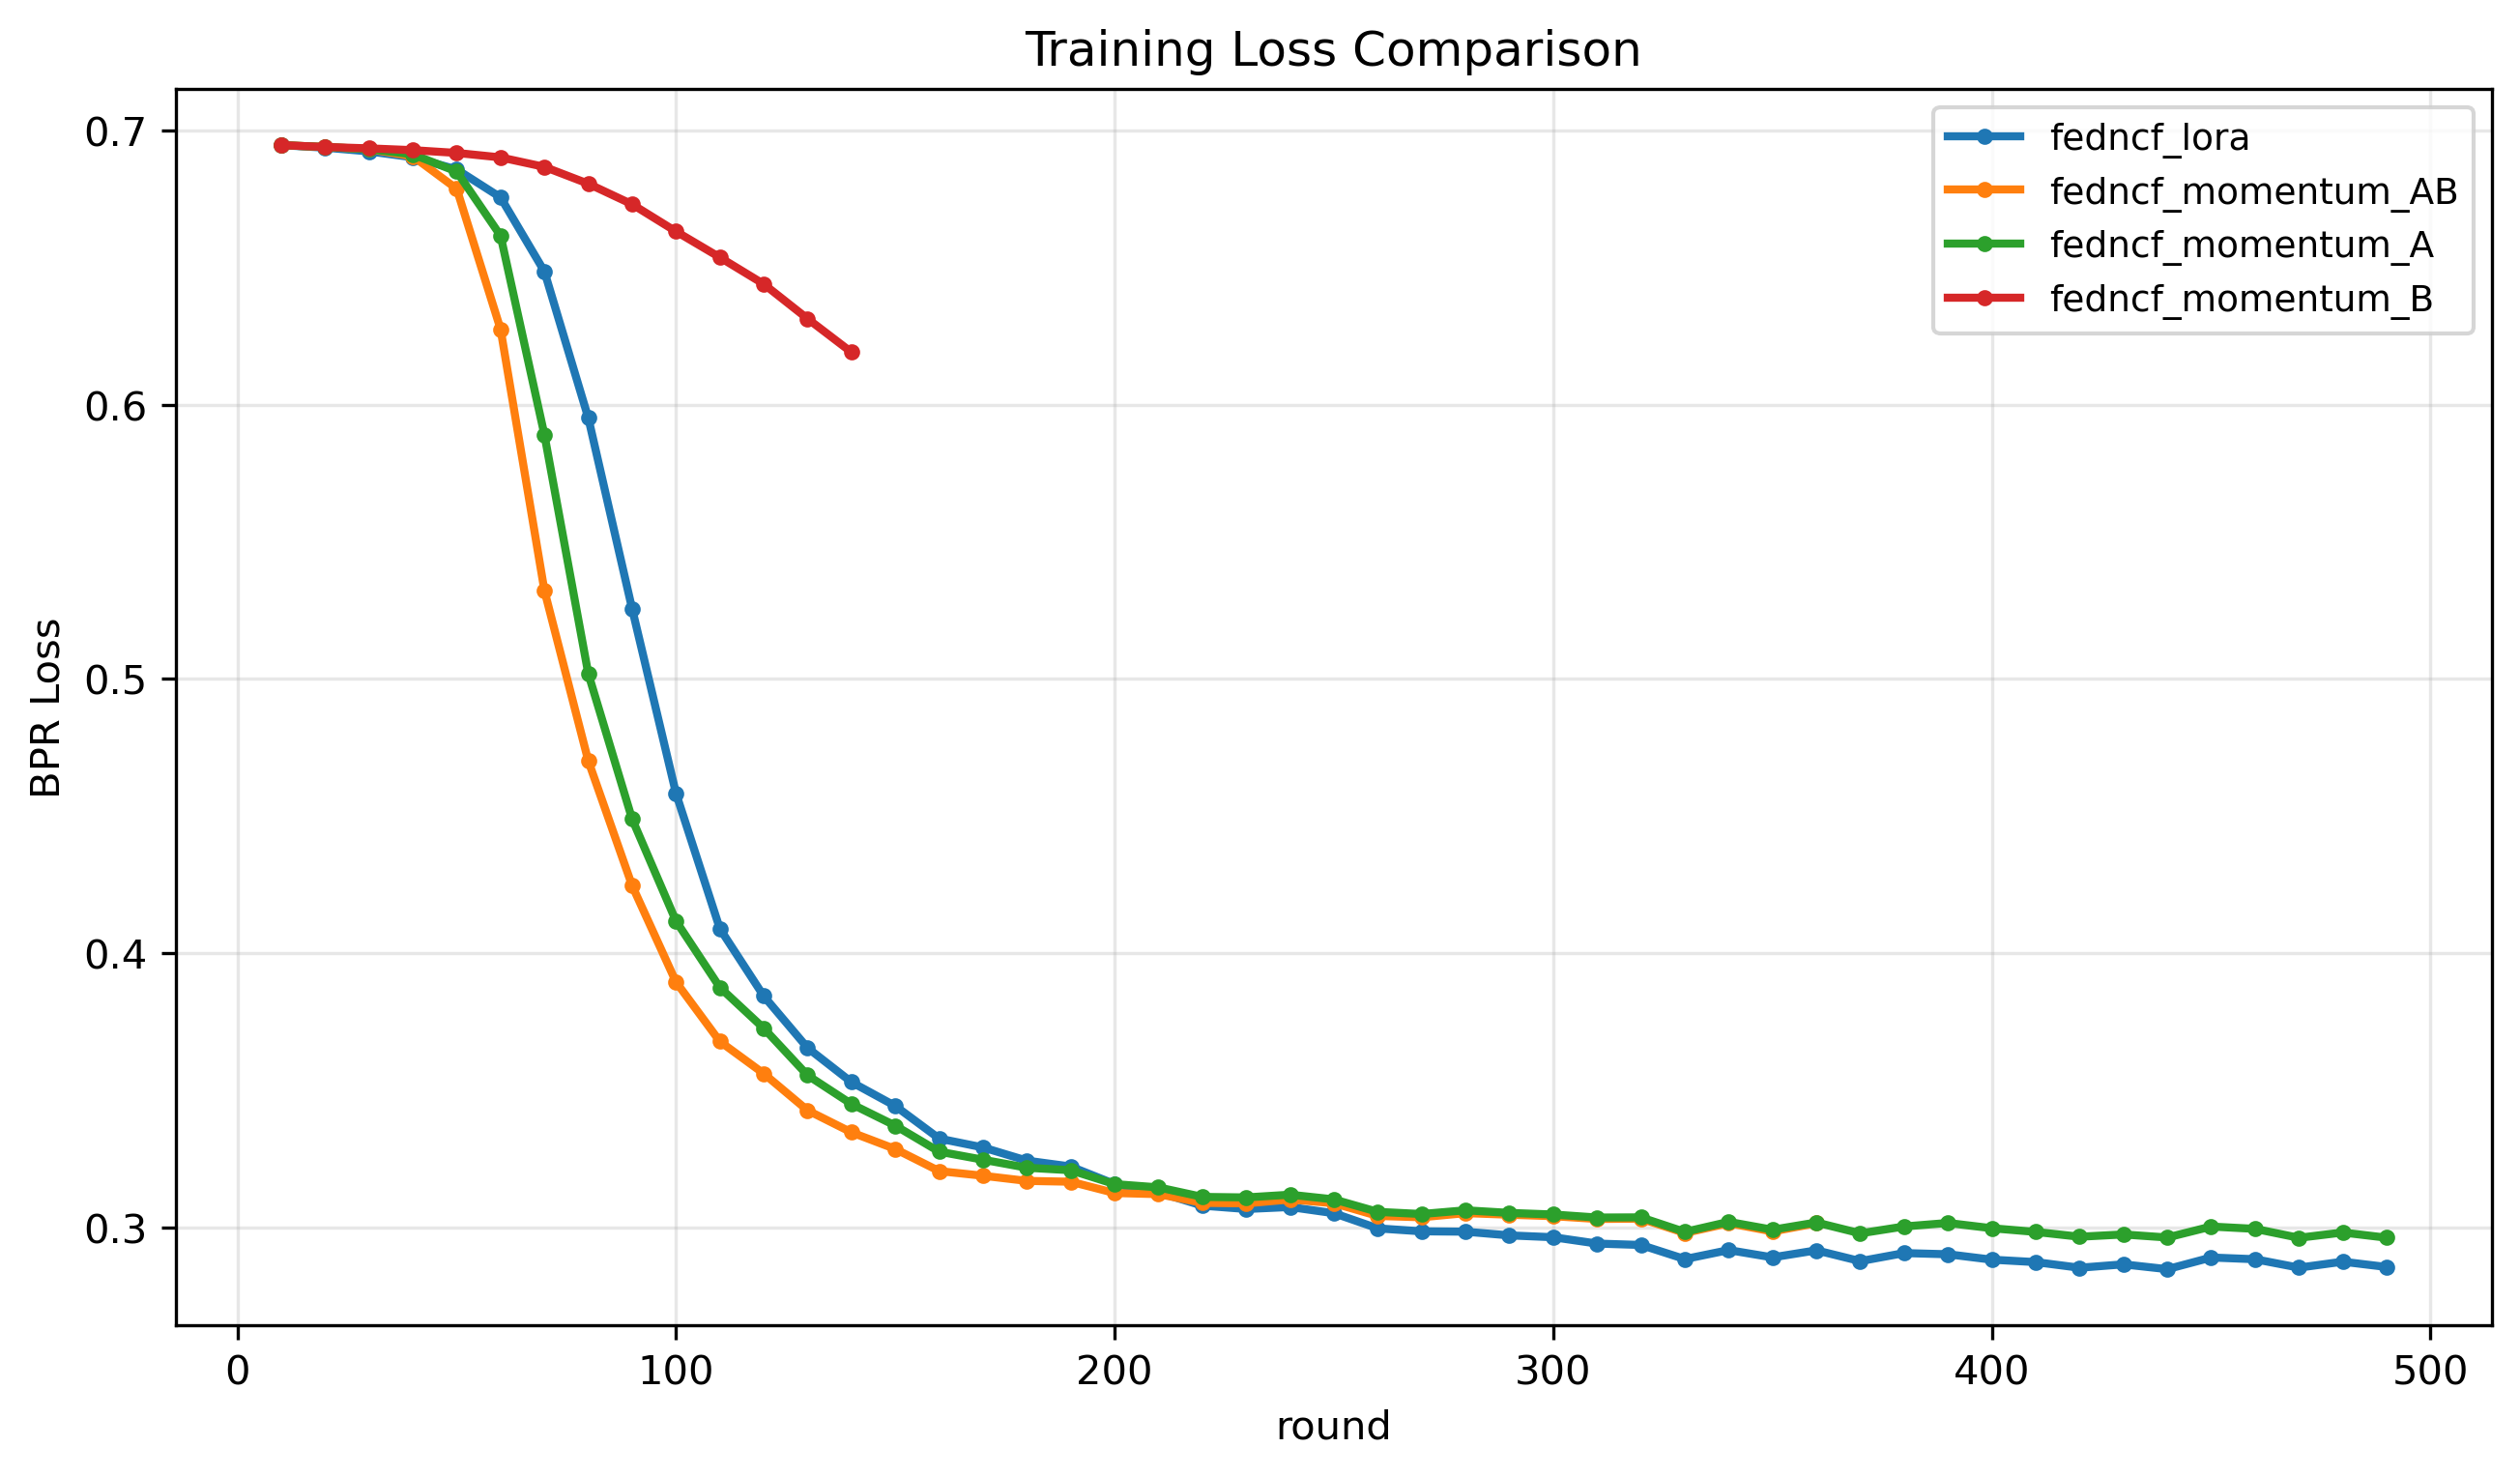 Training Loss Comparison
fedncf_lora
fedncf_momentum_AB
fedncf_momentum_A
fedncf_momentum_B
BPR Loss
0.7
0.6
0.5
0.4
0.3
0 100 200 300 400 500
round